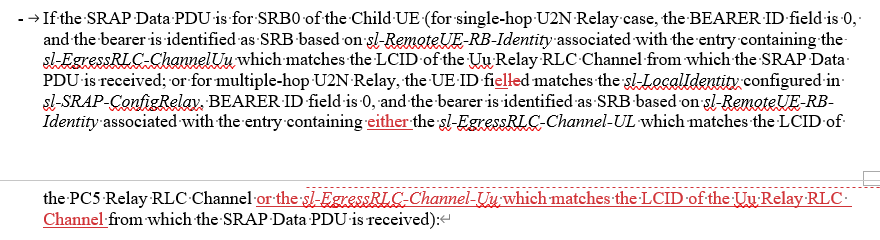 - → If the SRAP Data PDU is for SRB0 of the Child UE (for single-hop U2N Relay case, the BEARER ID field is 0,
and the bearer is identified as SRB based on sl-RemoteUE-RB-Identity associated with the entry containing the
sl-EgressRLC-ChannelUu which matches the LCID of the Uu Relay RLC Channel from which the SRAP Data
PDU is received; or for multiple-hop U2N Relay, the UE ID fielled matches the sl-LocalIdentity configured in
sl-SRAP-ConfigRelay, BEARER ID field is 0, and the bearer is identified as SRB based on sl-RemoteUE-RB-
Identity associated with the entry containing either the sl-EgressRLC-Channel-UL which matches the LCID of
the PC5 Relay RLC Channel or the sl-EgressRLC-Channel-Uu which matches the LCID of the Uu Relay RLC
Channel from which the SRAP Data PDU is received):↵